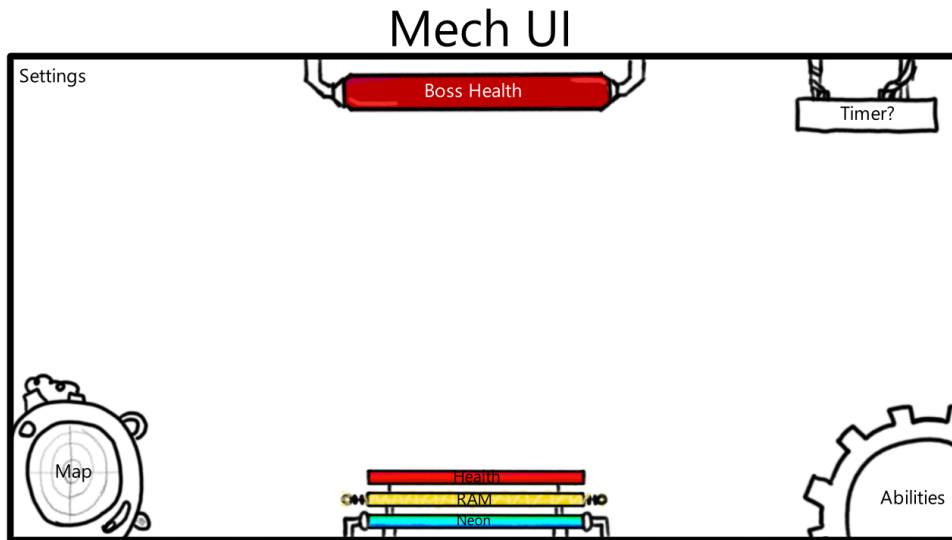 Mech UI
Settings
Boss Health
Timer?
Map
Health
RAM
Neon
Abilities